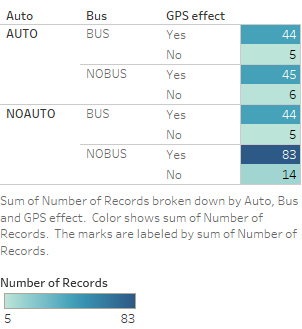 Auto Bus GPS effect
AUTO BUS Yes 44
No 5
NOBUS Yes 45
No 6
NOAUTO BUS Yes 44
No 5
NOBUS Yes 83
No 14
Sum of Number of Records broken down by Auto, Bus
and GPS effect.  Color shows sum of Number of
Records.  The marks are labeled by sum of Number of
Records.
Number of Records
5 83